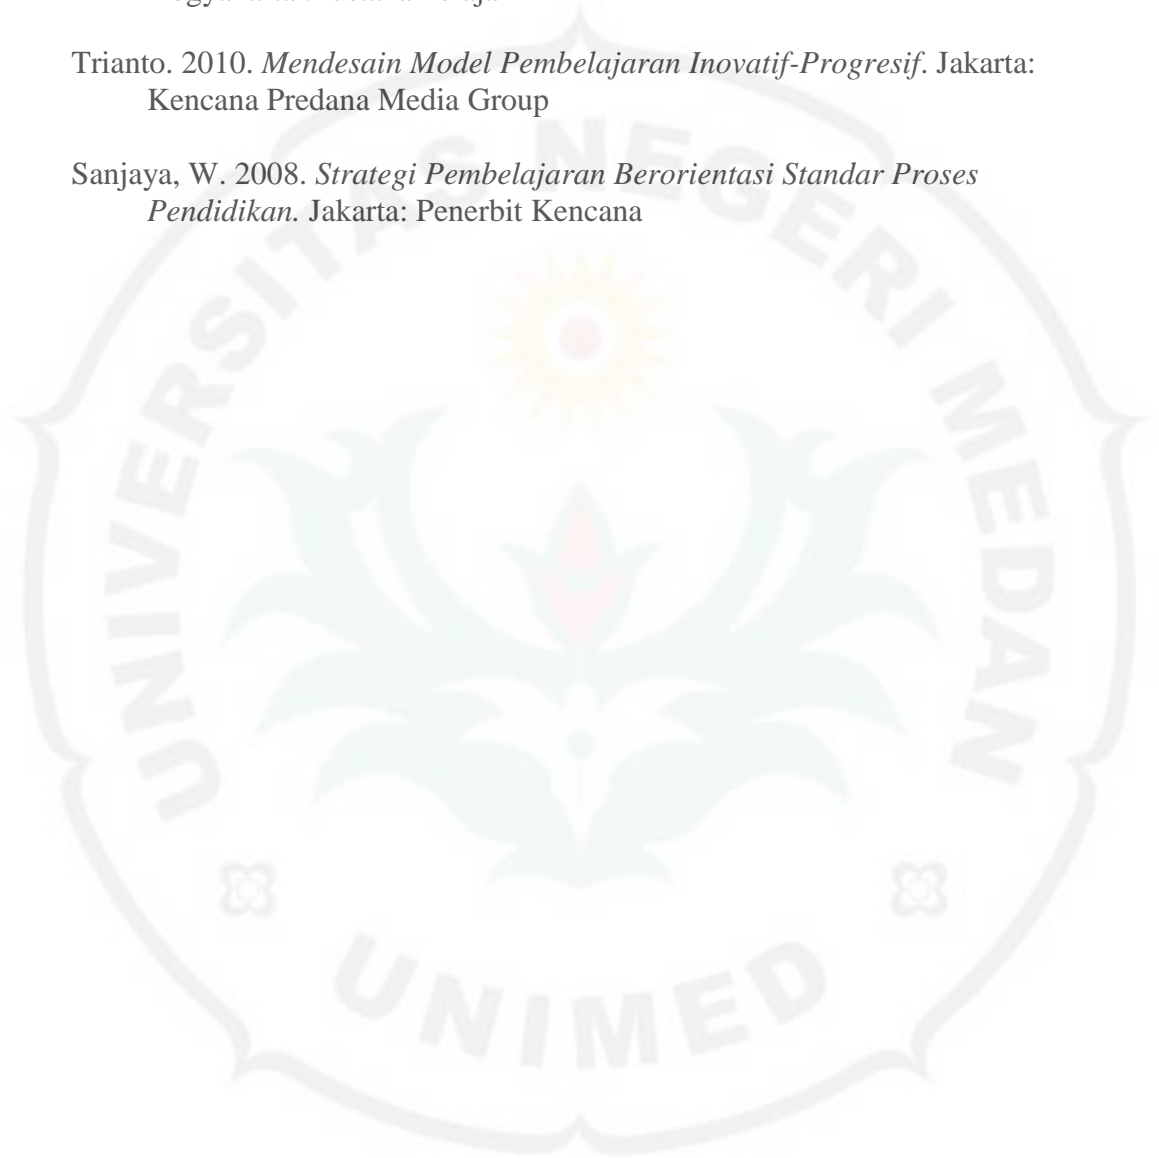 Trianto. 2010. Mendesain Model Pembelajaran Inovatif-Progresif. Jakarta:
Kencana Predana Media Group
Sanjaya, W. 2008. Strategi Pembelajaran Berorientasi Standar Proses
Pendidikan. Jakarta: Penerbit Kencana
UNIVERSITAS NEGERI MEDAN
UNIMED